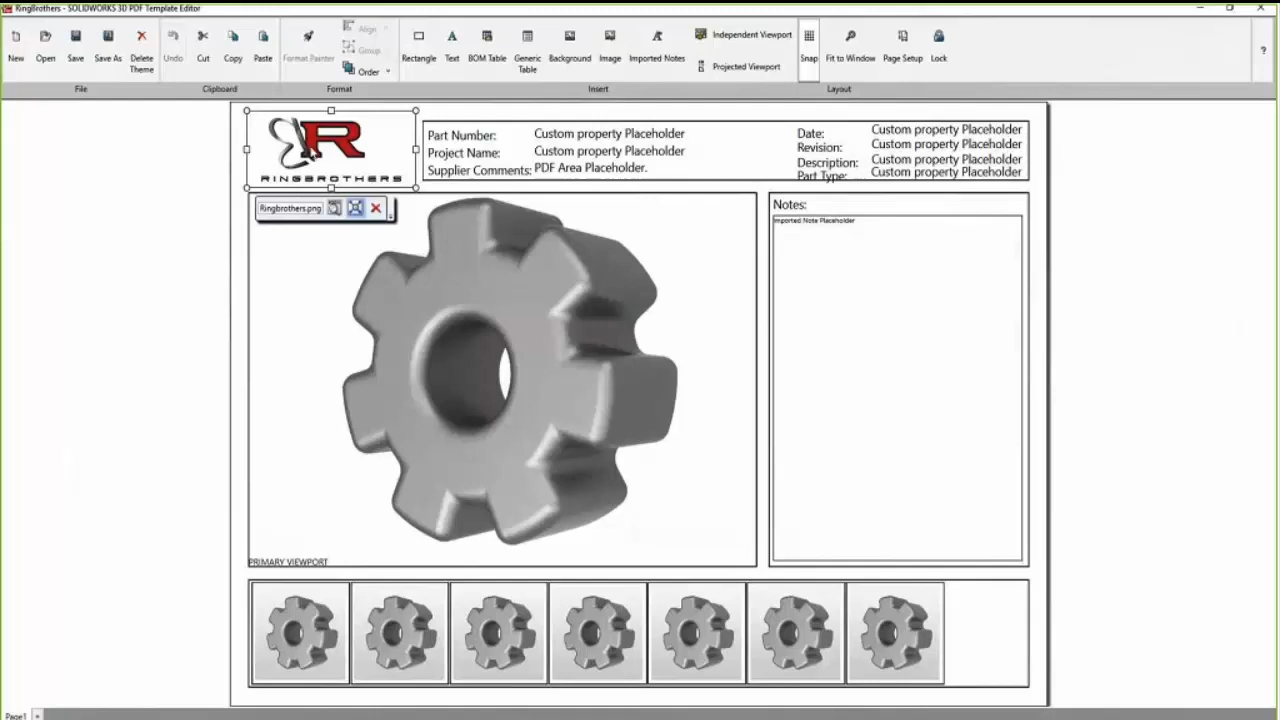 RingBrothers - SOLIDWORKS 3D PDF Template Editor
New Open Save Save As Delete Theme Undo Cut Copy Paste Format Painter Align Group Order Rectangle Text BOM Table Generic Table Background Image Imported Notes Independent Viewport Projected Viewport Snap Fit to Window Page Setup Lock ?
File Clipboard Format Insert Layout
R
RINGBROTHERS
Part Number: Custom property Placeholder
Project Name: Custom property Placeholder
Supplier Comments: PDF Area Placeholder.
Date: Custom property Placeholder
Revision: Custom property Placeholder
Description: Custom property Placeholder
Part Type: Custom property Placeholder
Ringbrothers.png
Notes:
Imported Note Placeholder
PRIMARY VIEWPORT
Page1